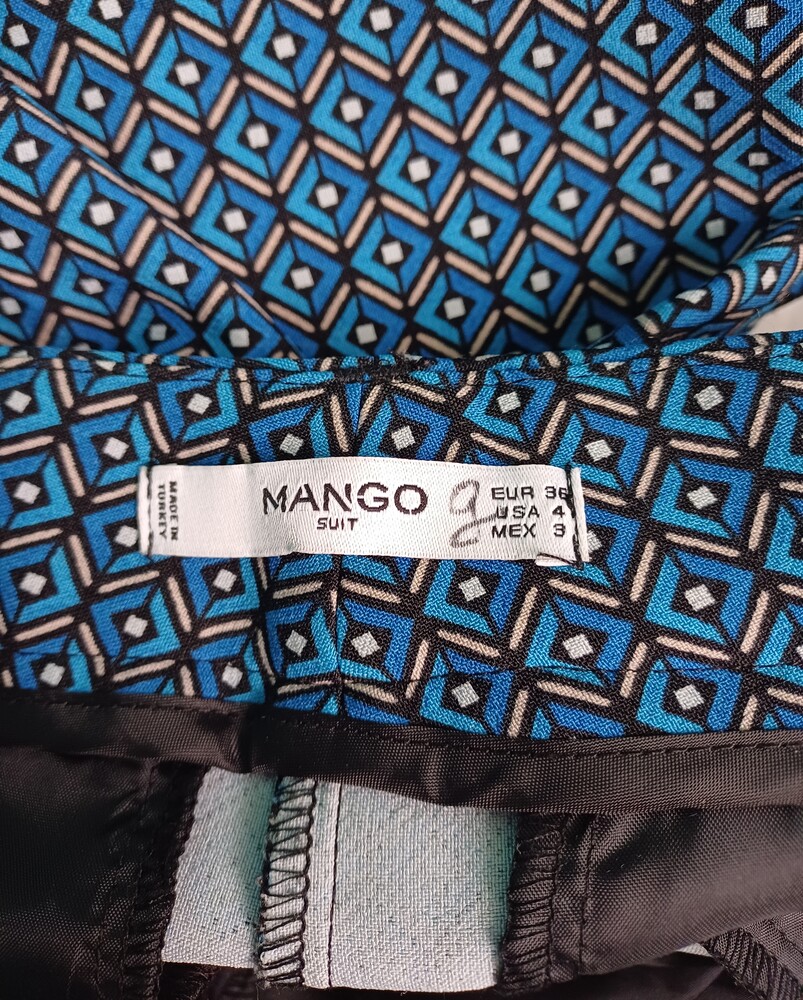 MADE IN
TURKEY
MANGO
SUIT
g
EUR 36
USA 4
MEX 3